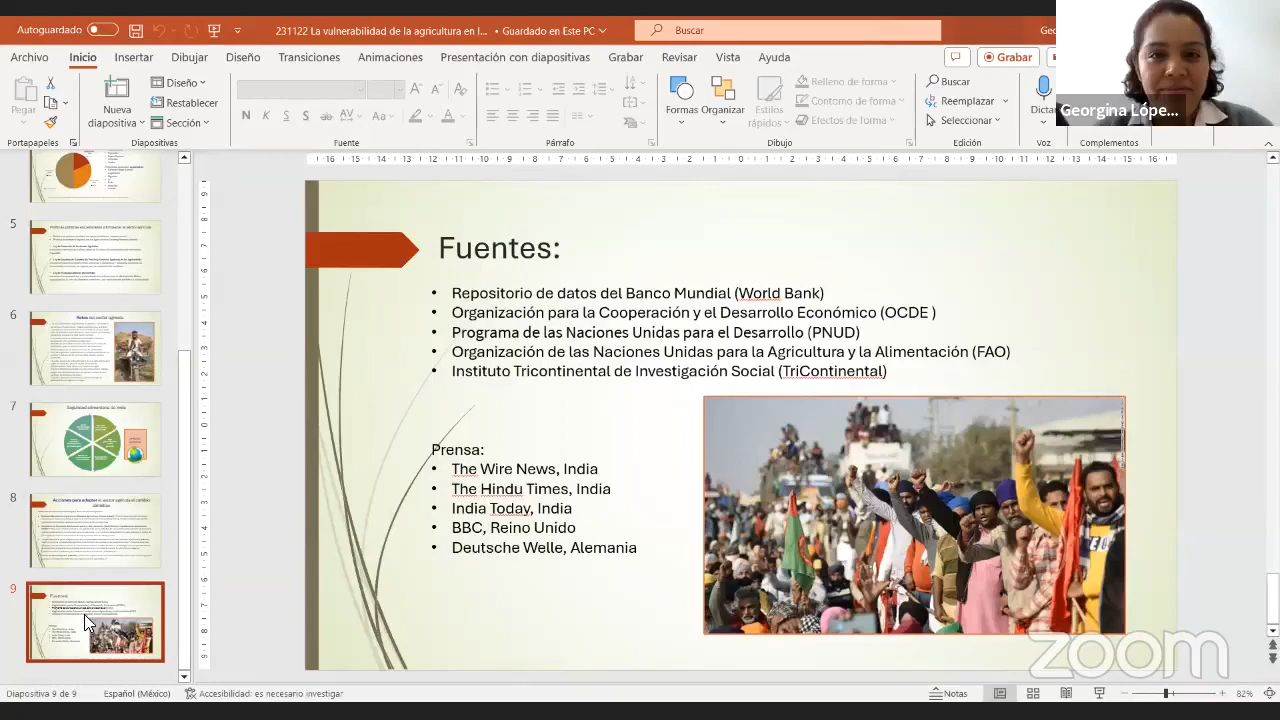 Autoguardado
231122 La vulnerabilidad de la agricultura en I... • Guardado en Este PC
Buscar
Geo
Archivo
Inicio
Insertar
Dibujar
Diseño
Transiciones
Animaciones
Presentación con diapositivas
Grabar
Revisar
Vista
Ayuda
Grabar
Georgina Lópe...
Pegar
Nueva
diapositiva
Diseño
Restablecer
Sección
Formas
Organizar
Estilos
rápidos
Relleno de forma
Contorno de forma
Efectos de forma
Buscar
Reemplazar
Seleccionar
Dictar
Portapapeles
Diapositivas
Fuente
Párrafo
Dibujo
Edición
Voz
Complementos
5
6
7
8
9
Fuentes:
• Repositorio de datos del Banco Mundial (World Bank)
• Organización para la Cooperación y el Desarrollo Económico (OCDE )
• Programa de las Naciones Unidas para el Desarrollo (PNUD)
• Organización de las Naciones Unidas para la Agricultura y la Alimentación (FAO)
Instituto Tricontinental de Investigación Social (TriContinental)
Prensa:
• The Wire News, India
• The Hindu Times, India
• India Today, India
• BBC, Reino Unido
• Deutsche Welle, Alemania
zoom
Diapositiva 9 de 9
Español (México)
Accesibilidad: es necesario investigar
Notas
82%